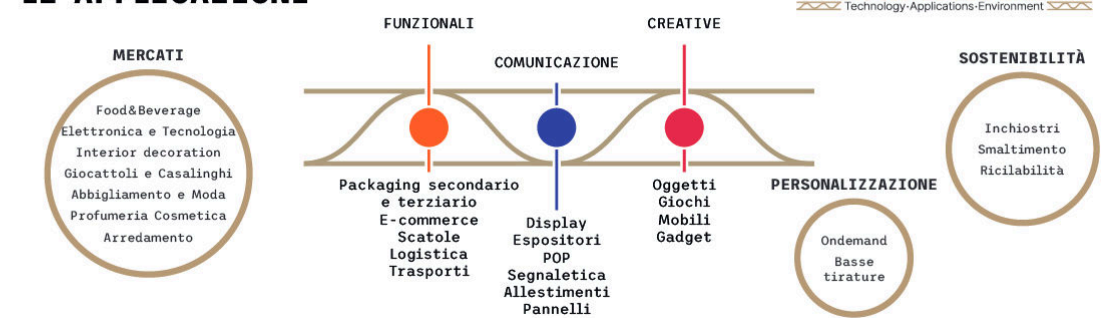 LE APPLICAZIONI
Technology·Applications·Environment
MERCATI
Food&Beverage
Elettronica e Tecnologia
Interior decoration
Giocattoli e Casalinghi
Abbigliamento e Moda
Profumeria Cosmetica
Arredamento
FUNZIONALI
Packaging secondario
e terziario
E-commerce
Scatole
Logistica
Trasporti
COMUNICAZIONE
Display
Espositori
POP
Segnaletica
Allestimenti
Pannelli
CREATIVE
Oggetti
Giochi
Mobili
Gadget
PERSONALIZZAZIONE
Ondemand
Basse
tirature
SOSTENIBILITÀ
Inchiostri
Smaltimento
Ricilabilità